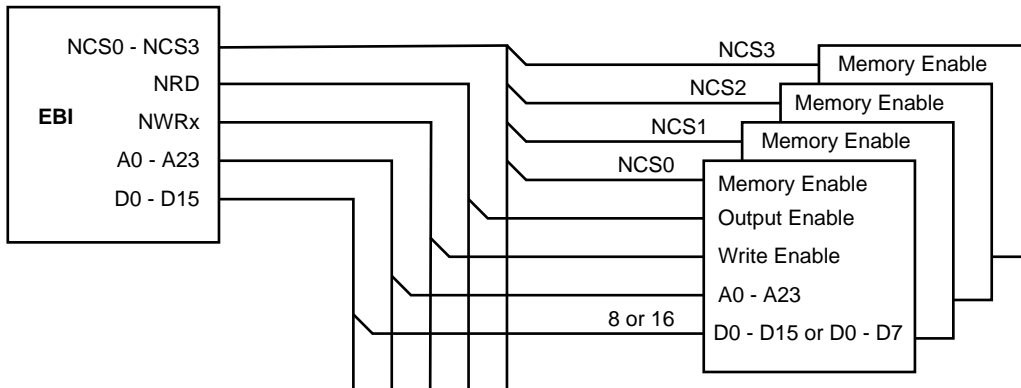 NCS0 - NCS3
NRD
EBI
NWRx
A0 - A23
D0 - D15
NCS3
Memory Enable
NCS2
Memory Enable
NCS1
Memory Enable
NCS0
Memory Enable
Output Enable
Write Enable
A0 - A23
8 or 16
D0 - D15 or D0 - D7